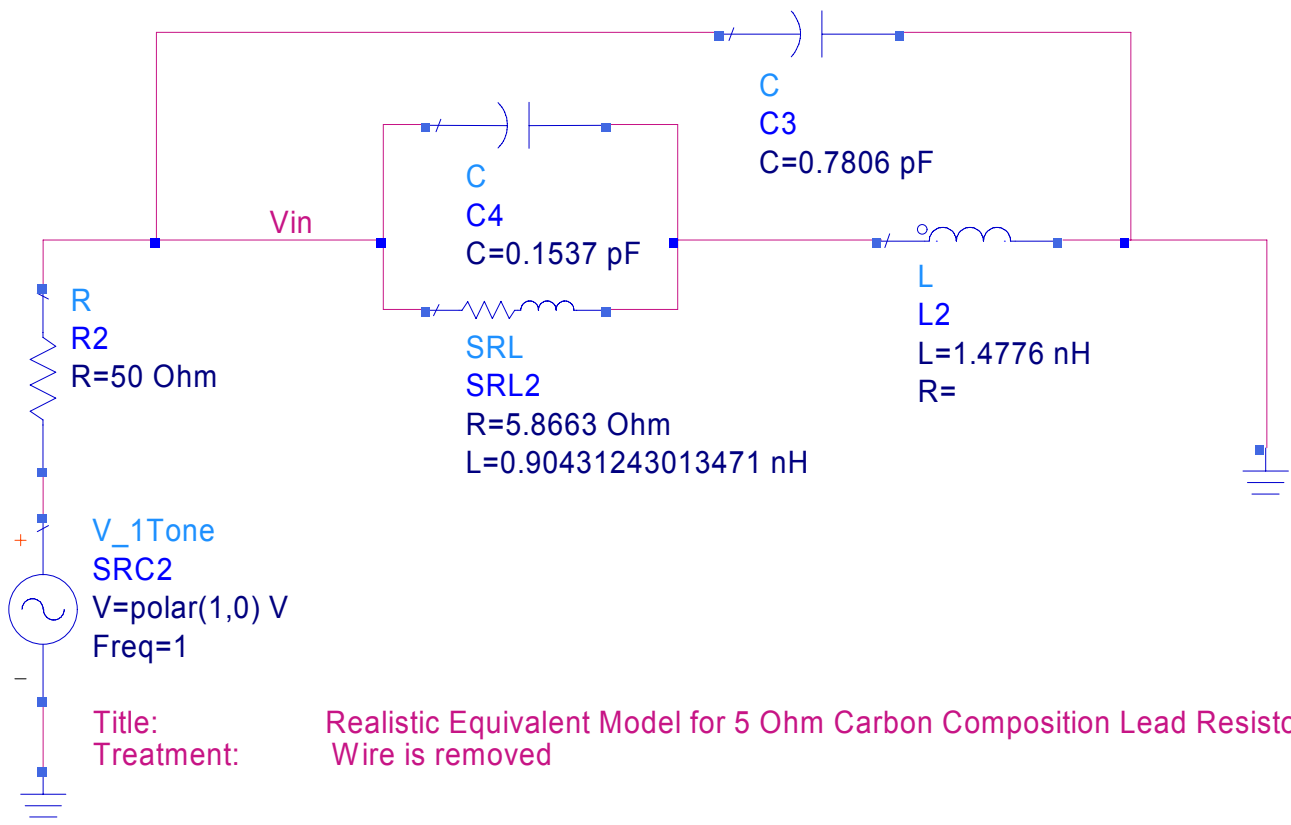 C
C3
C=0.7806 pF
C
C4
C=0.1537 pF
Vin
R
R2
R=50 Ohm
SRL
SRL2
R=5.8663 Ohm
L=0.90431243013471 nH
L
L2
L=1.4776 nH
R=
+
V_1Tone
SRC2
V=polar(1,0) V
Freq=1
–
Title: Realistic Equivalent Model for 5 Ohm Carbon Composition Lead Resisto
Treatment: Wire is removed